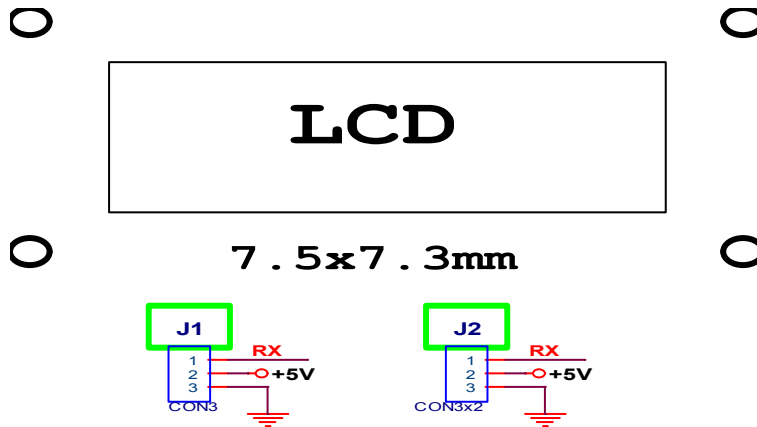 LCD
7.5x7.3mm
J1
J2
1 RX
2 +5V
3
CON3
1 RX
2 +5V
3
CON3x2